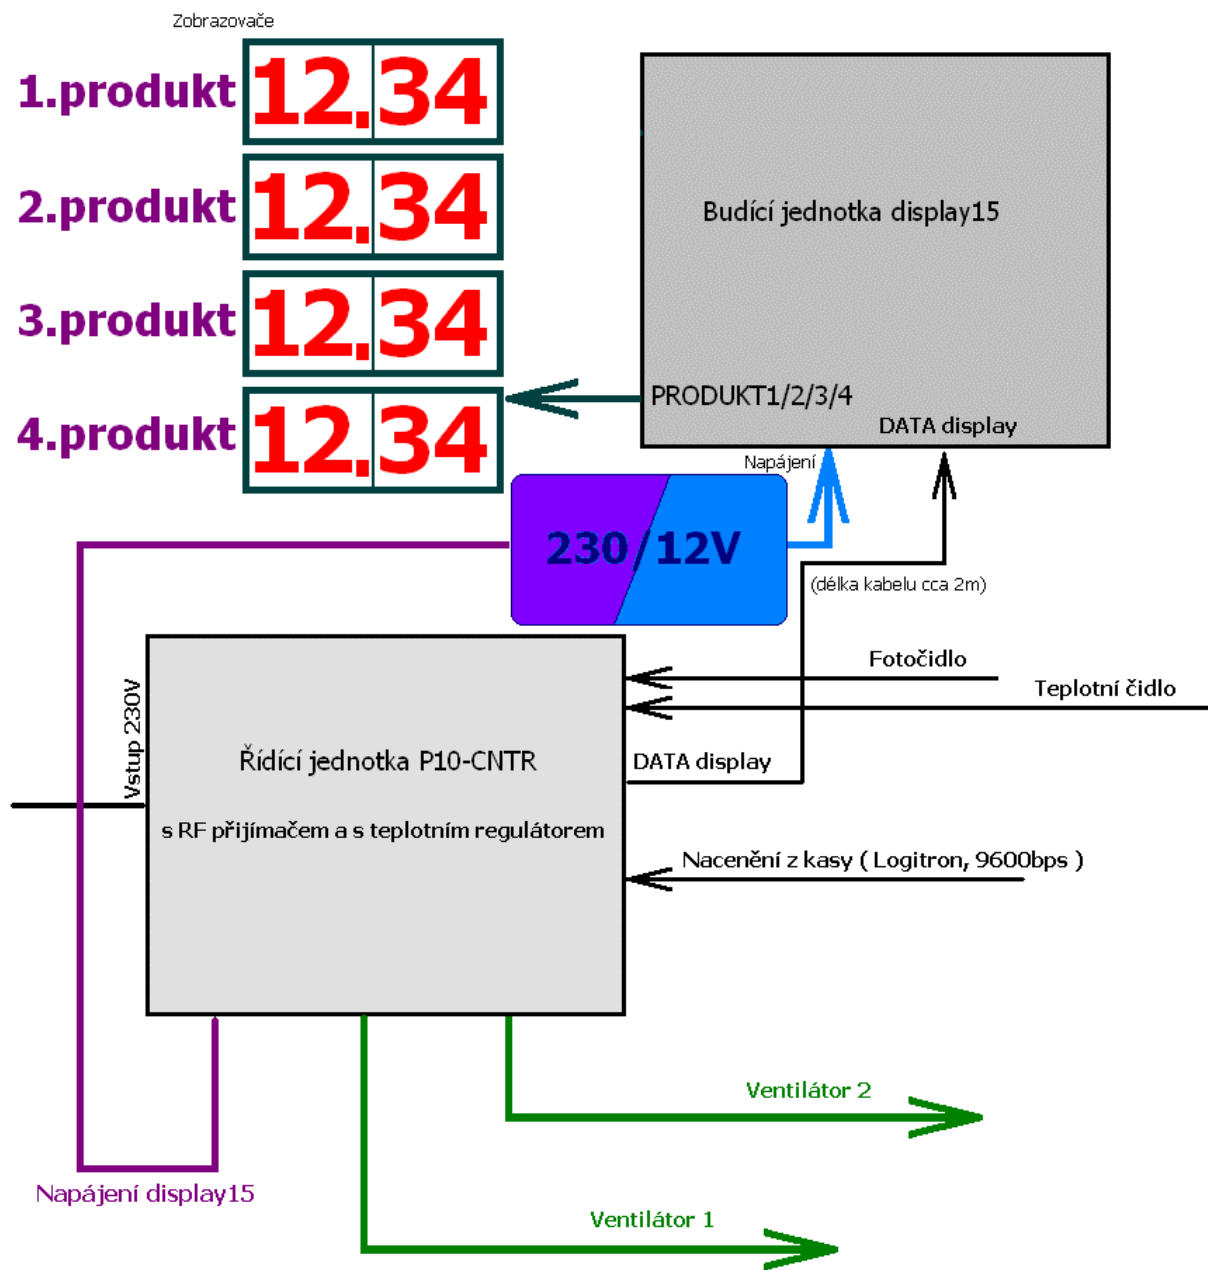 Zobrazovače
1.produkt 12.34
2.produkt 12.34
3.produkt 12.34
4.produkt 12.34
Budící jednotka display15
PRODUKT1/2/3/4
DATA display
Napájení
230/12V
(délka kabelu cca 2m)
Fotočidlo
Teplotní čidlo
Vstup 230V
Řídící jednotka P10-CNTR
DATA display
s RF přijímačem a s teplotním regulátorem
Nacenění z kasy ( Logitron, 9600bps )
Ventilátor 2
Napájení display15
Ventilátor 1